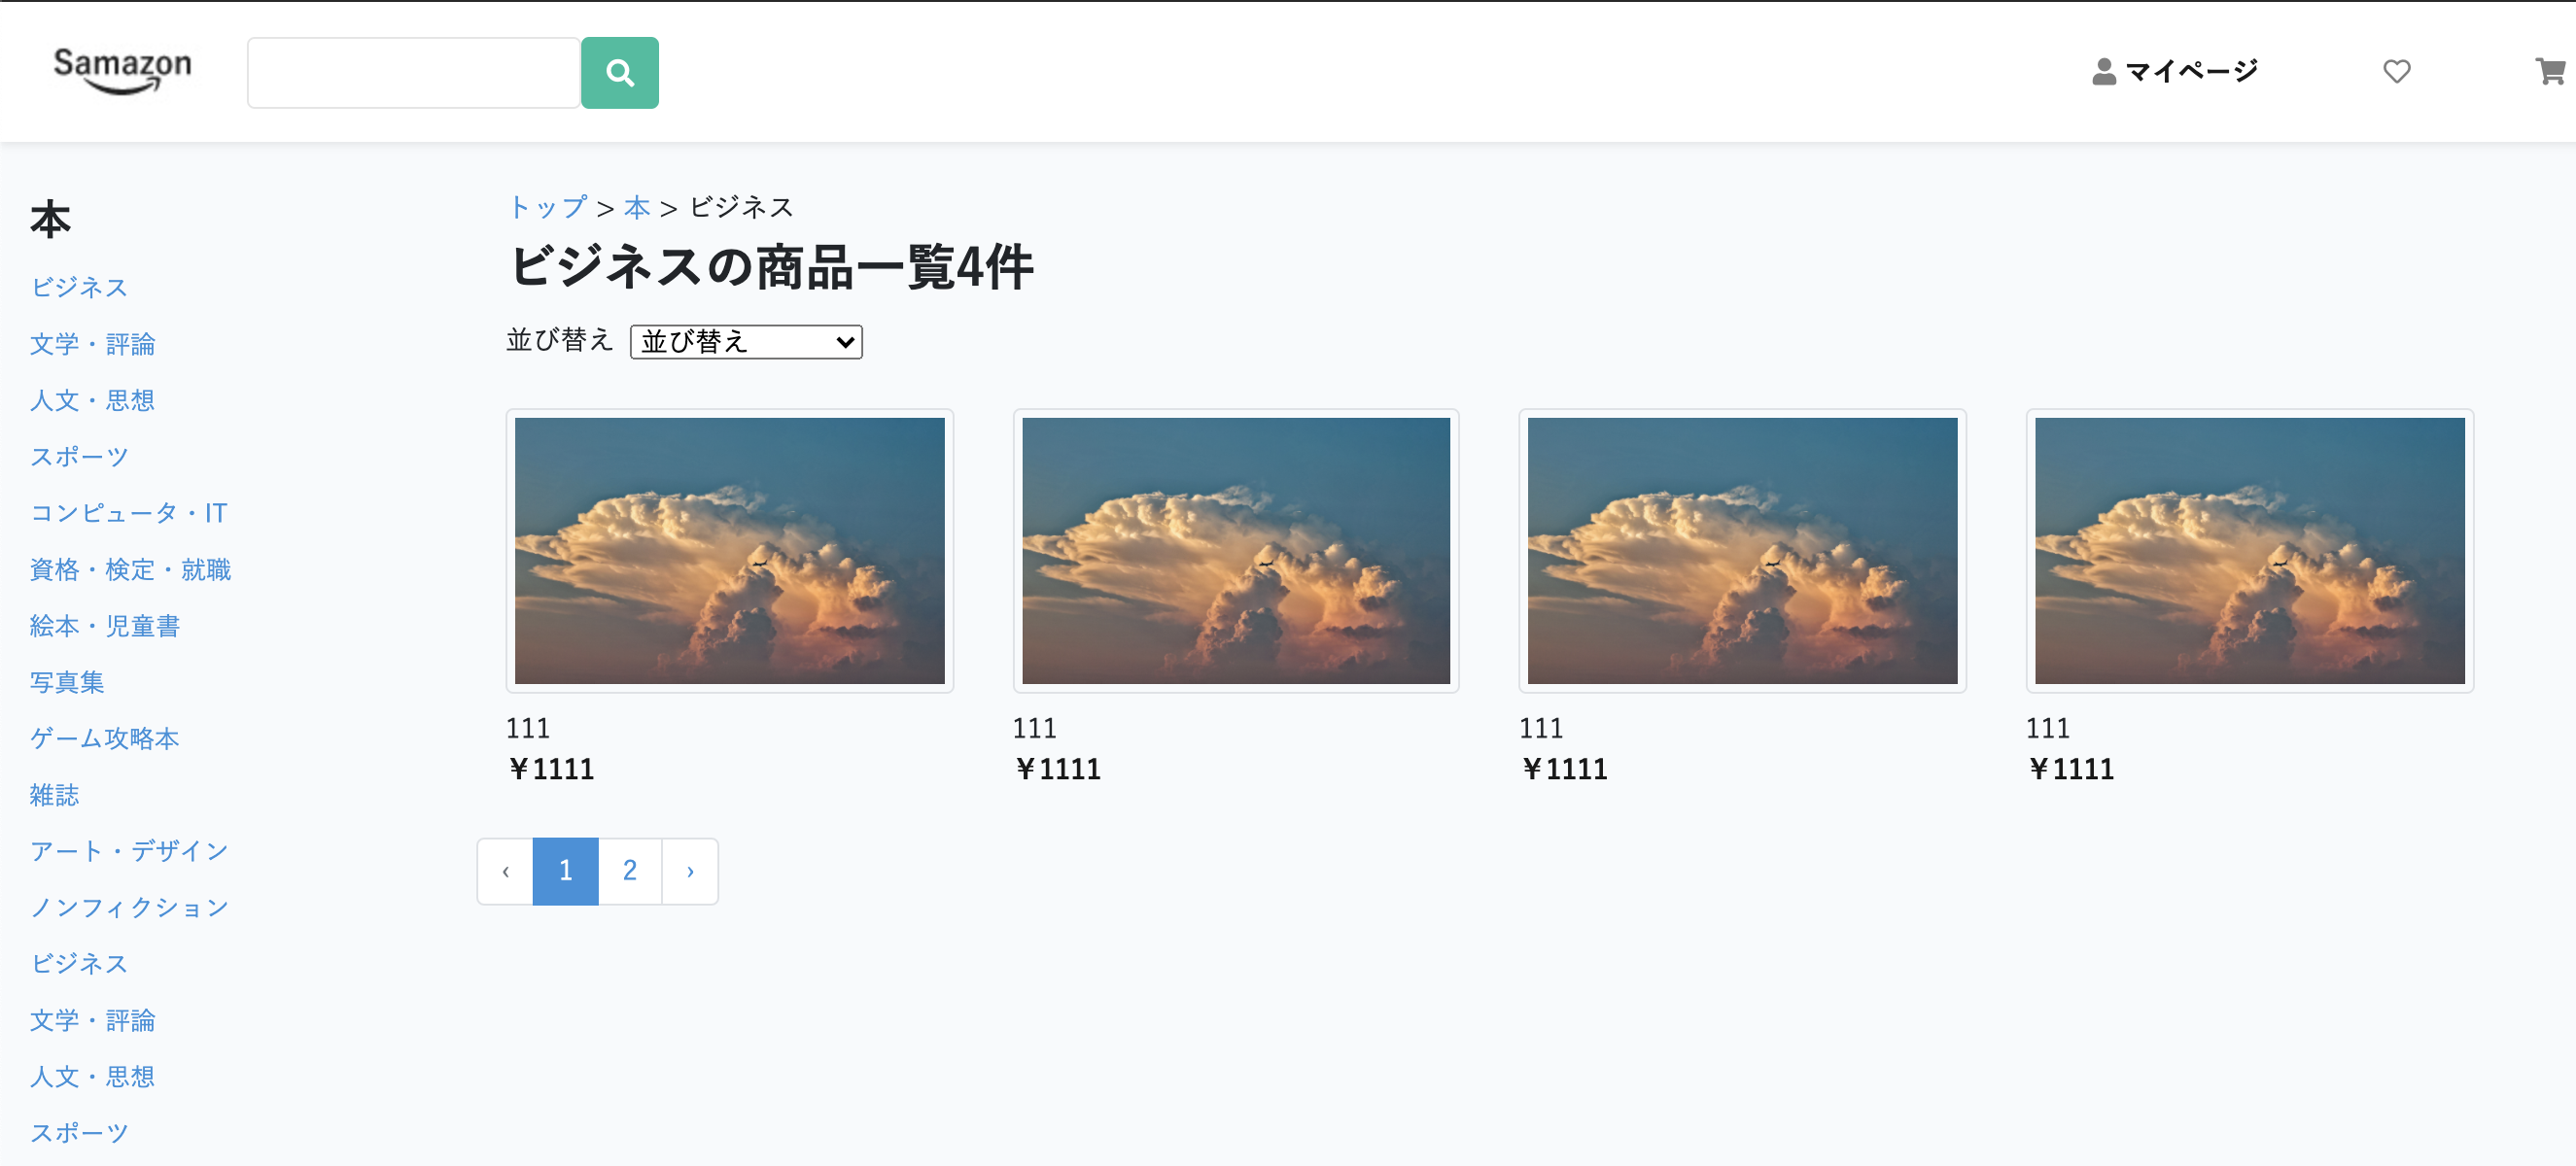 Samazon
マイページ
本
ビジネス
文学・評論
人文・思想
スポーツ
コンピュータ・IT
資格・検定・就職
絵本・児童書
写真集
ゲーム攻略本
雑誌
アート・デザイン
ノンフィクション
ビジネス
文学・評論
人文・思想
スポーツ
トップ > 本 > ビジネス
ビジネスの商品一覧4件
並び替え 並び替え
111 111 111 111
￥1111 ￥1111 ￥1111 ￥1111
‹ 1 2 ›